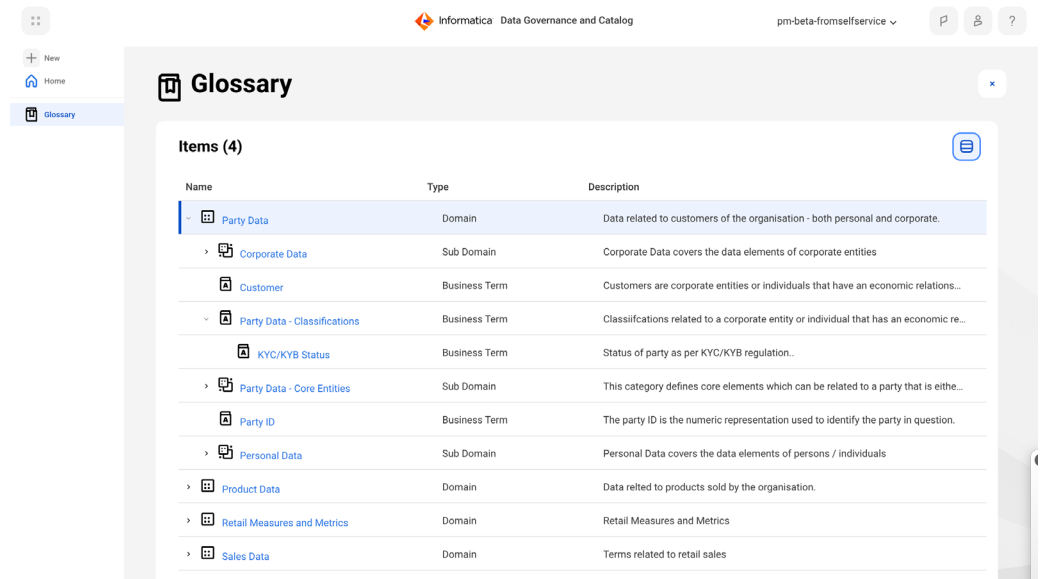 Informatica Data Governance and Catalog
pm-beta-fromselfservice
?
New
Home
Glossary
Glossary
Items (4)
Name Type Description
Party Data Domain Data related to customers of the organisation - both personal and corporate.
Corporate Data Sub Domain Corporate Data covers the data elements of corporate entities
Customer Business Term Customers are corporate entities or individuals that have an economic relations...
Party Data - Classifications Business Term Classiifcations related to a corporate entity or individual that has an economic re...
KYC/KYB Status Business Term Status of party as per KYC/KYB regulation..
Party Data - Core Entities Sub Domain This category defines core elements which can be related to a party that is eithe...
Party ID Business Term The party ID is the numeric representation used to identify the party in question.
Personal Data Sub Domain Personal Data covers the data elements of persons / individuals
Product Data Domain Data relted to products sold by the organisation.
Retail Measures and Metrics Domain Retail Measures and Metrics
Sales Data Domain Terms related to retail sales